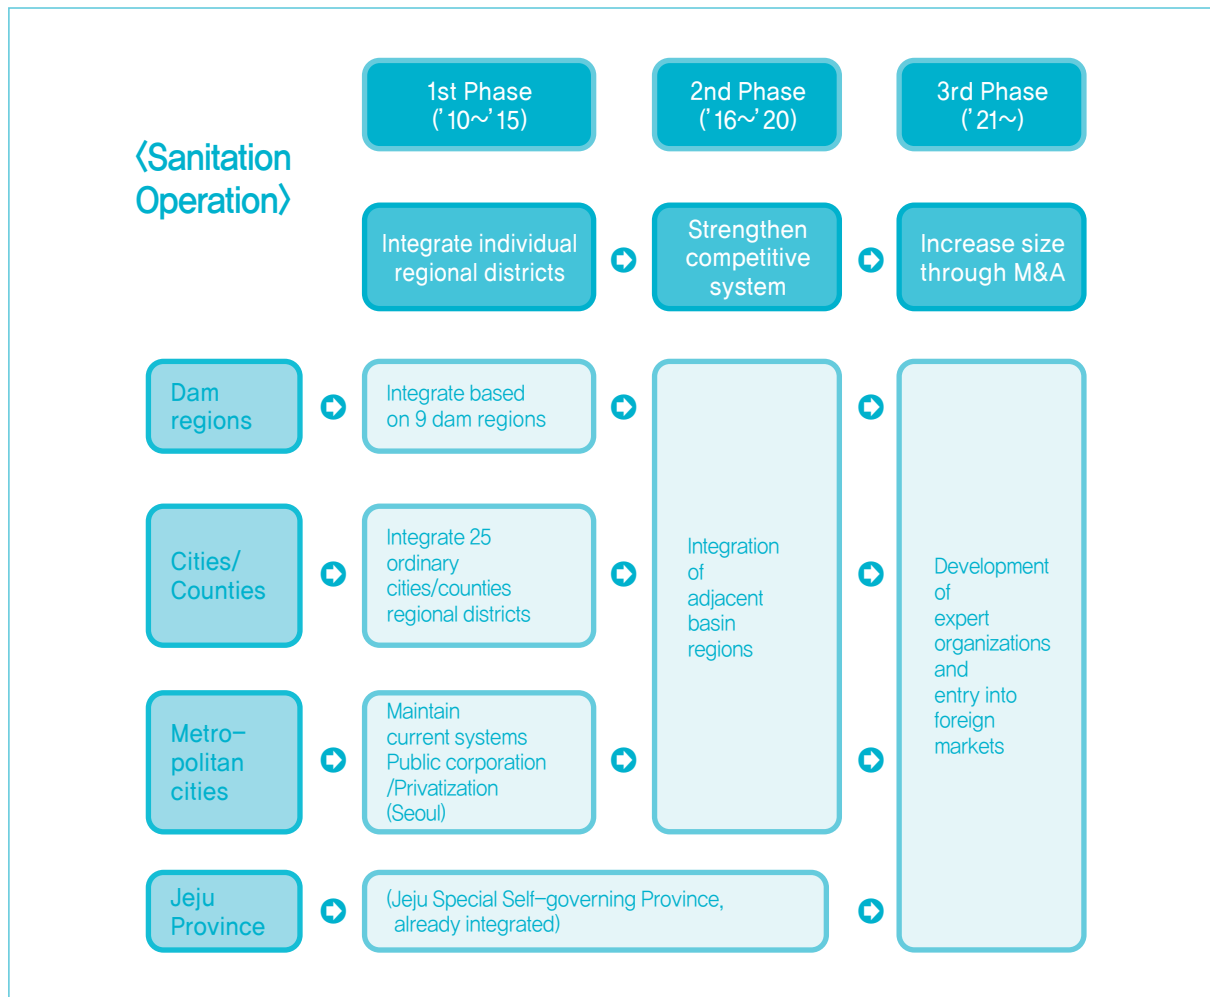 〈Sanitation
Operation〉
1st Phase
('10~'15)
2nd Phase
('16~'20)
3rd Phase
('21~)
Integrate individual
regional districts
Strengthen
competitive
system
Increase size
through M&A
Dam
regions
Integrate based
on 9 dam regions
Cities/
Counties
Integrate 25
ordinary
cities/counties
regional districts
Metro-
politan
cities
Maintain
current systems
Public corporation
/Privatization
(Seoul)
Integration
of
adjacent
basin
regions
Development
of
expert
organizations
and
entry into
foreign
markets
Jeju
Province
(Jeju Special Self-governing Province,
already integrated)